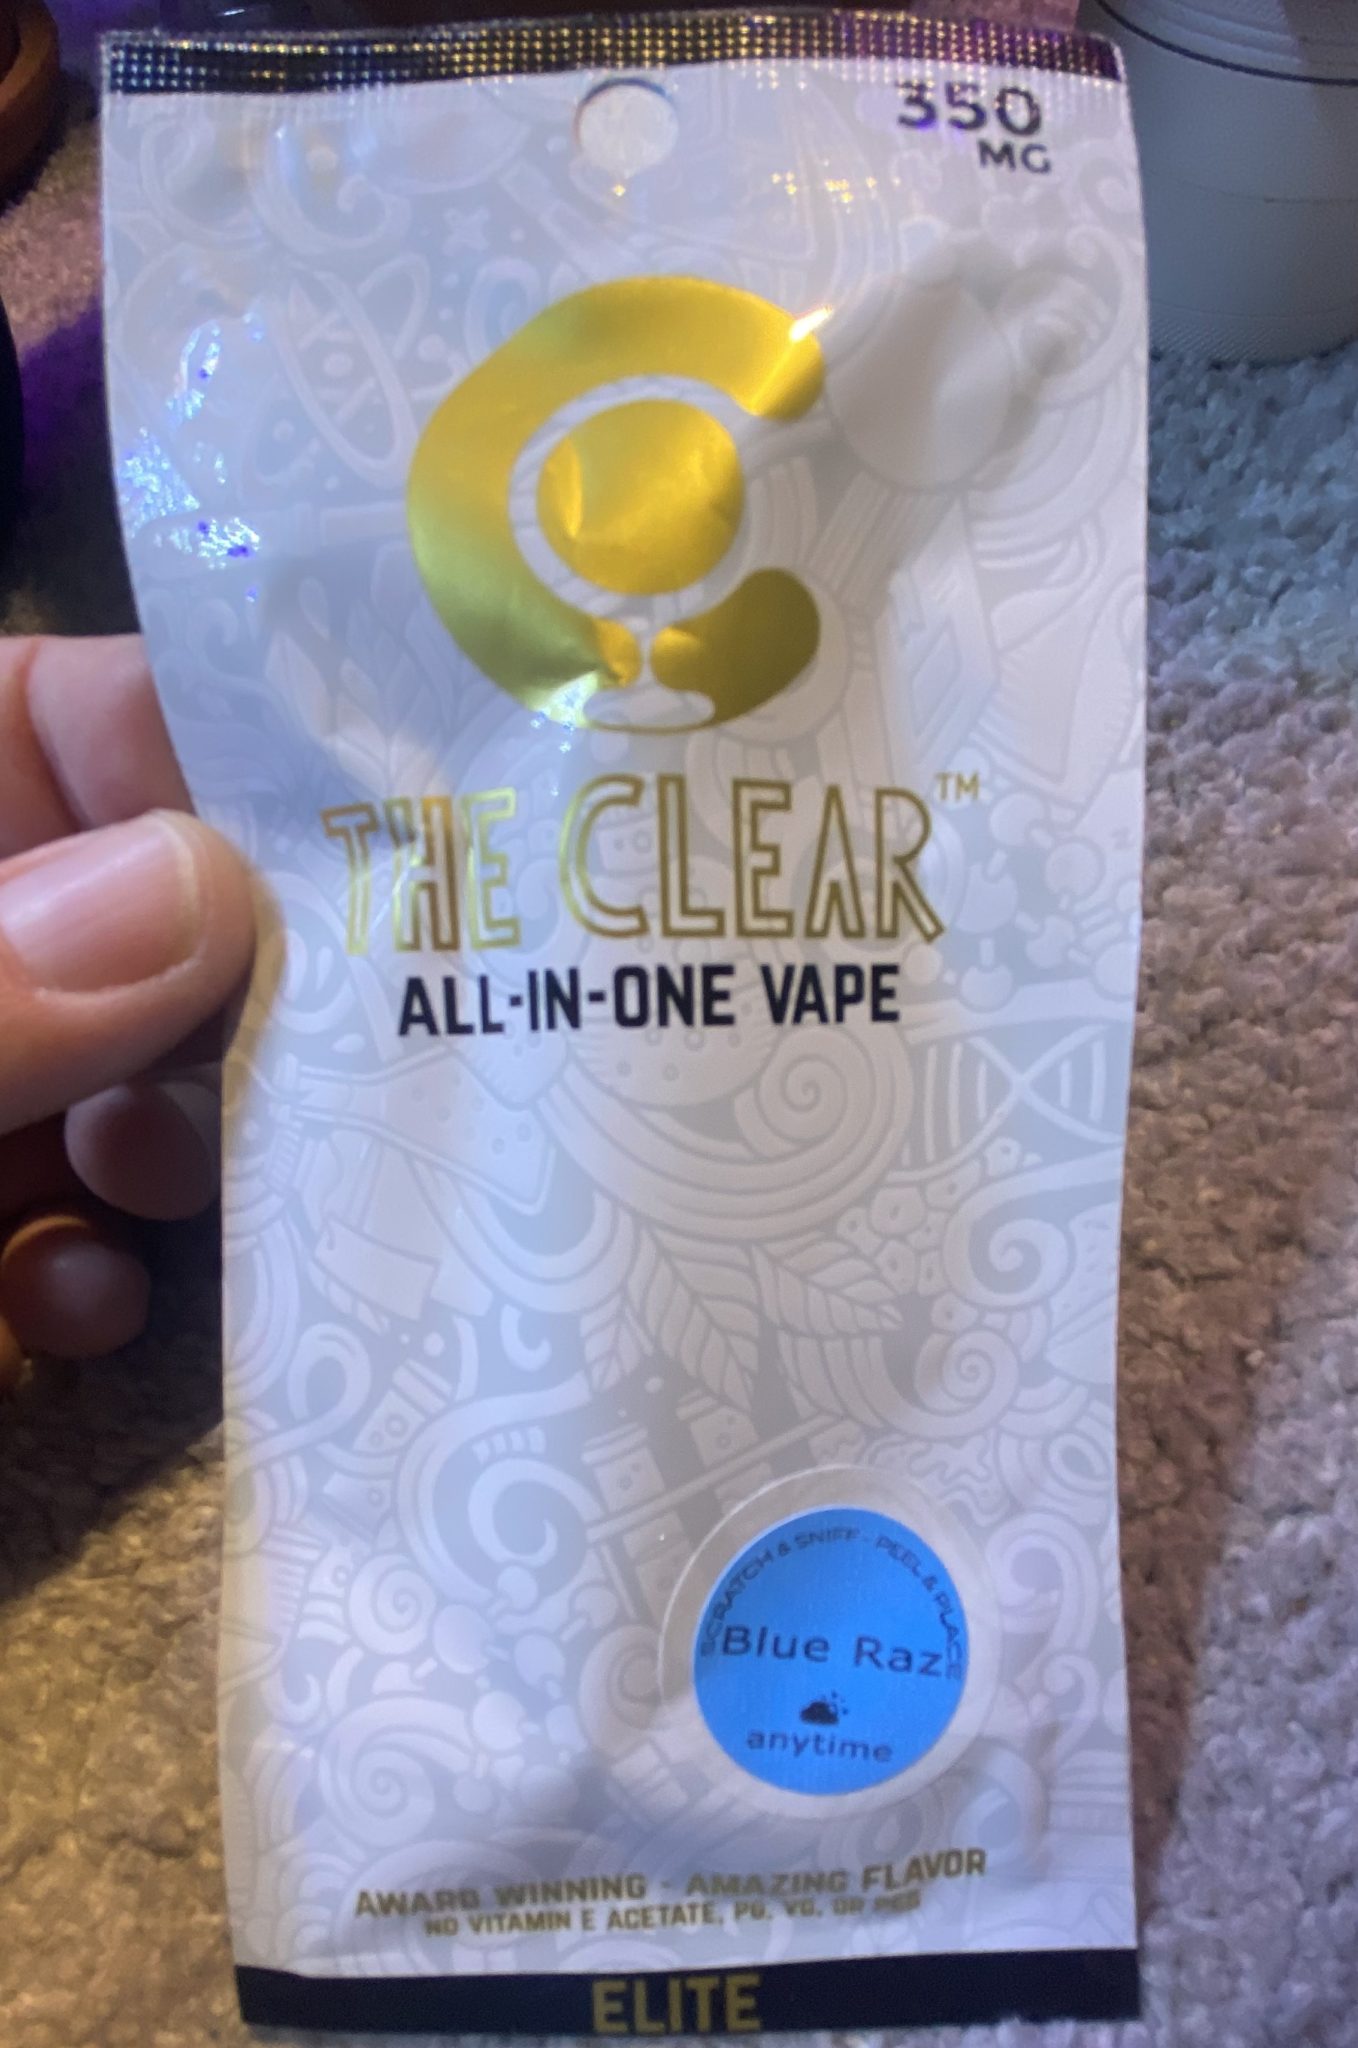 350
MG
THE CLEAR™
ALL-IN-ONE VAPE
SCRATCH & SNIFF - PEEL & PLACE
Blue Raz
anytime
AWARD WINNING - AMAZING FLAVOR
NO VITAMIN E ACETATE, PG, VG, OR PEG
ELITE